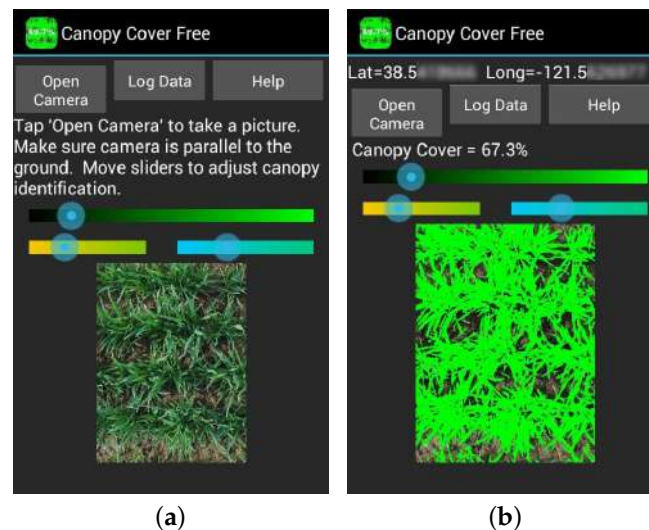 Canopy Cover Free
Open Camera
Log Data
Help
Tap 'Open Camera' to take a picture.
Make sure camera is parallel to the
ground. Move sliders to adjust canopy
identification.
(a)
Canopy Cover Free
Lat=38.5 Long=-121.5
Open Camera
Log Data
Help
Canopy Cover = 67.3%
(b)